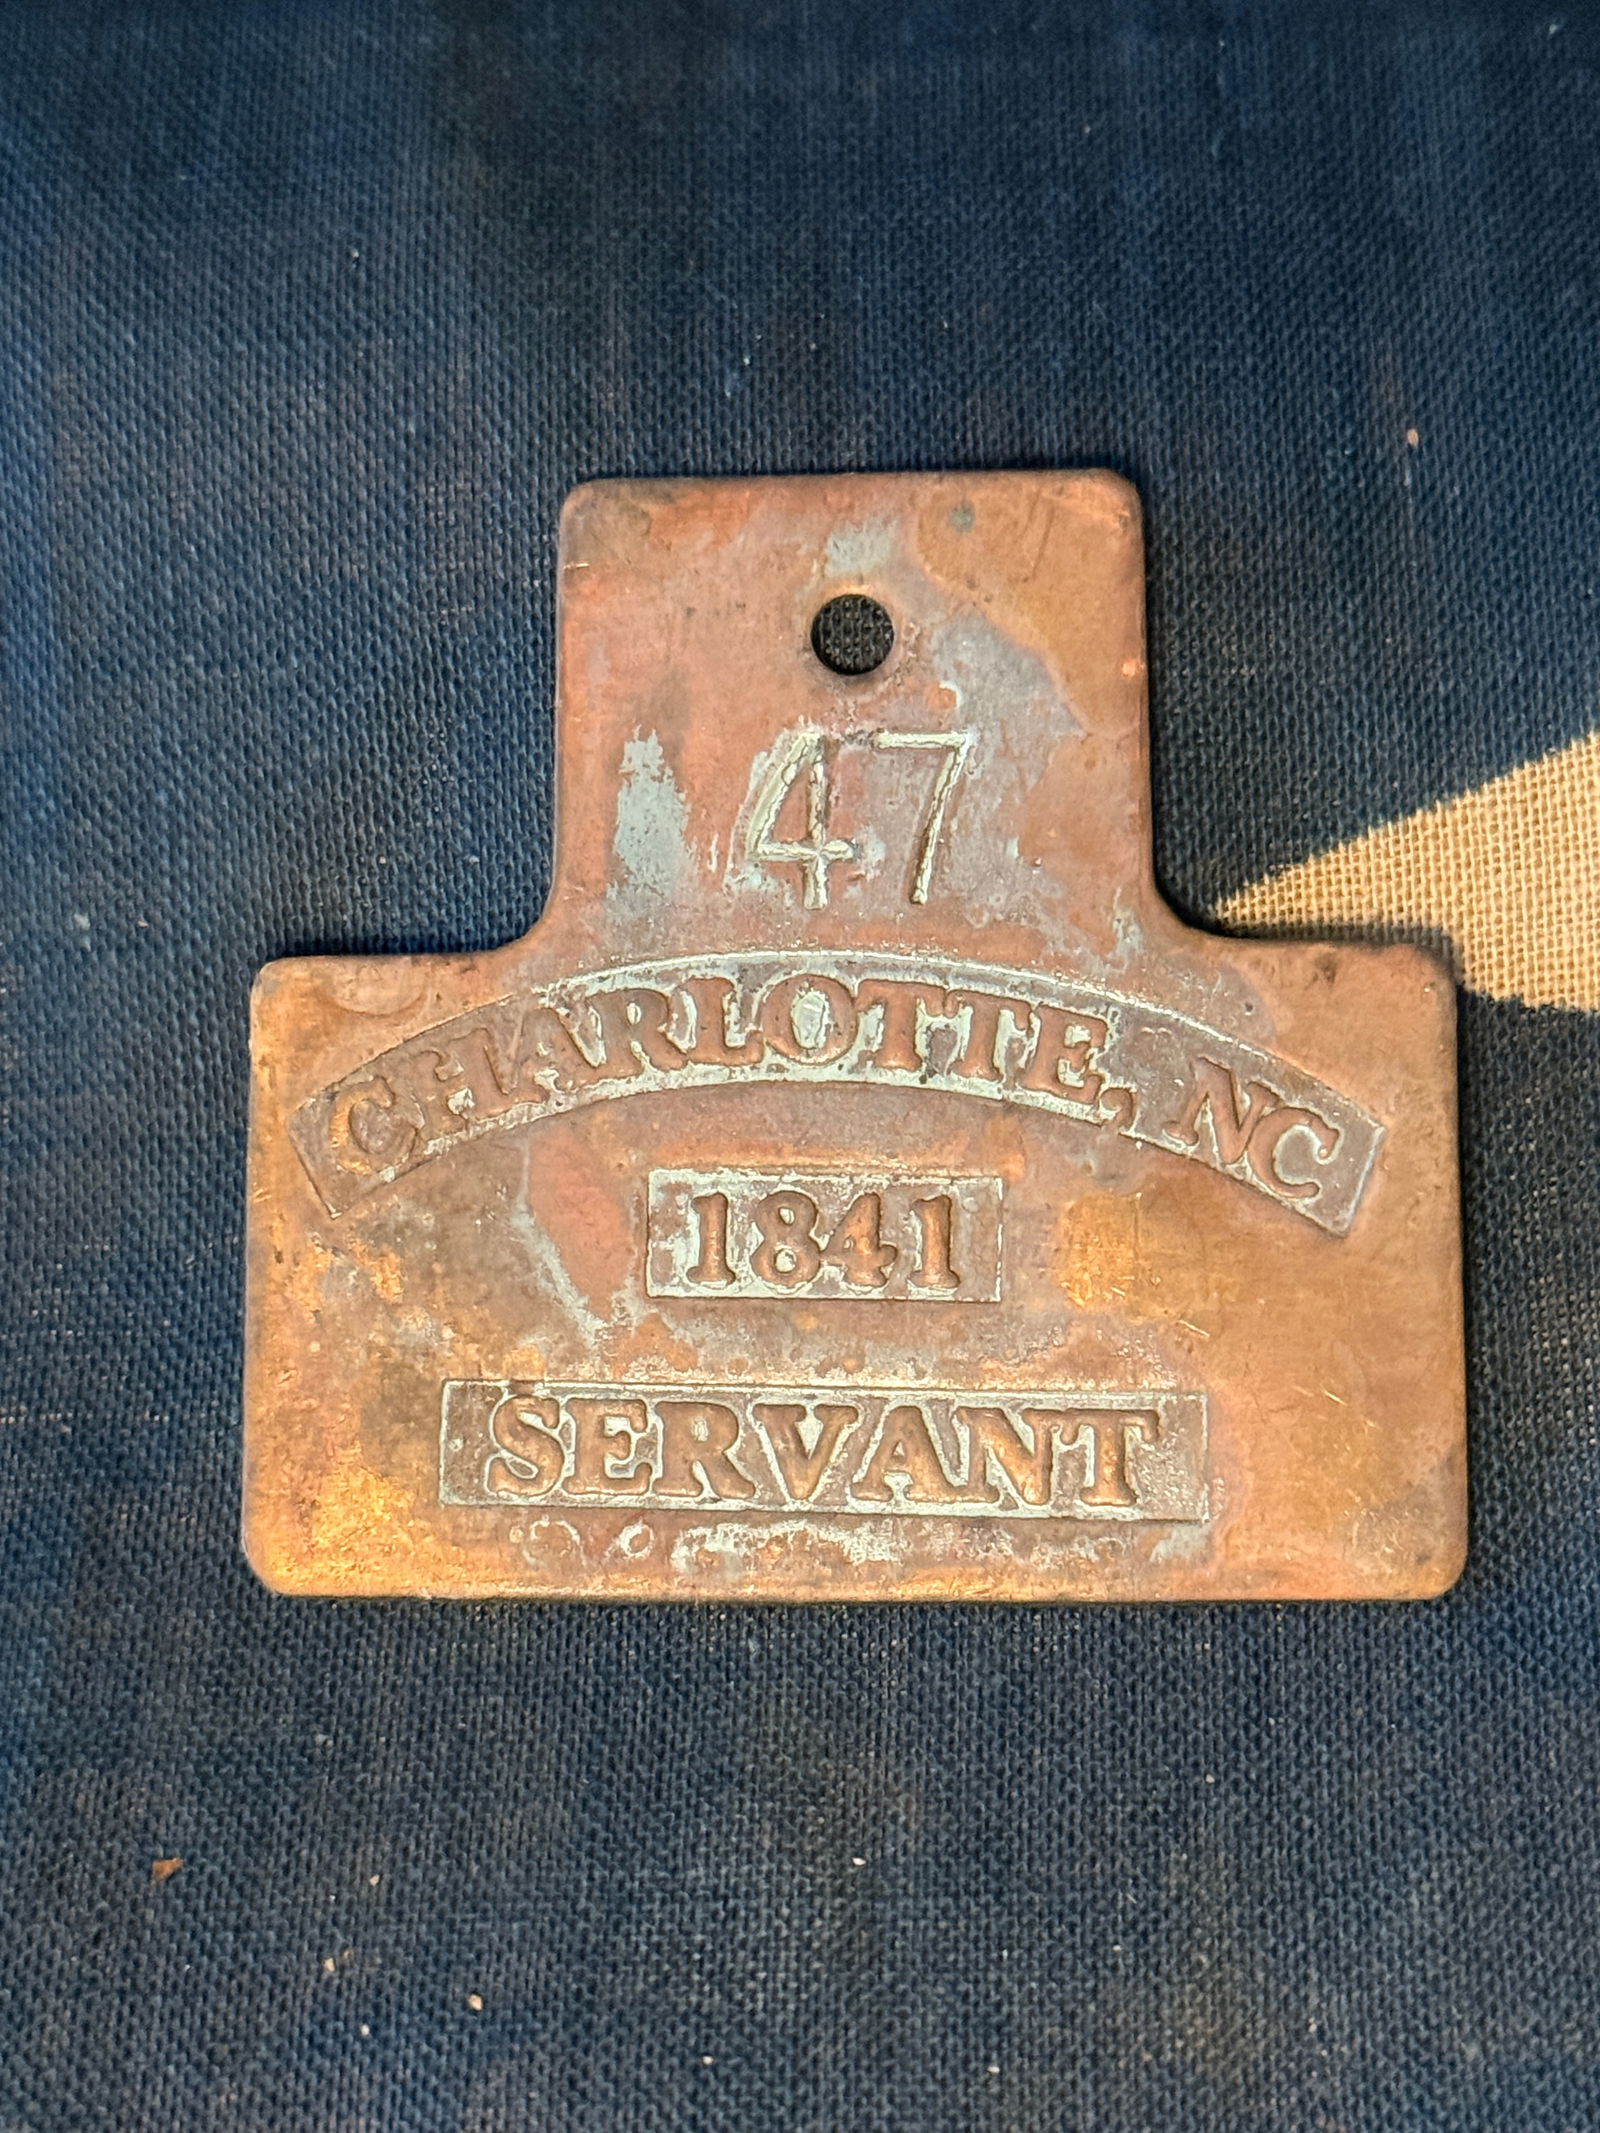 47
CHARLOTTE, NC
1841
SERVANT